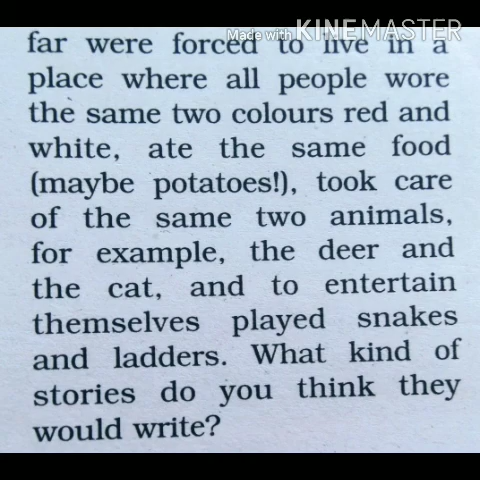 Made with KINEMASTER
far were forced to live in a
place where all people wore
the same two colours red and
white, ate the same food
(maybe potatoes!), took care
of the same two animals,
for example, the deer and
the cat, and to entertain
themselves played snakes
and ladders. What kind of
stories do you think they
would write?